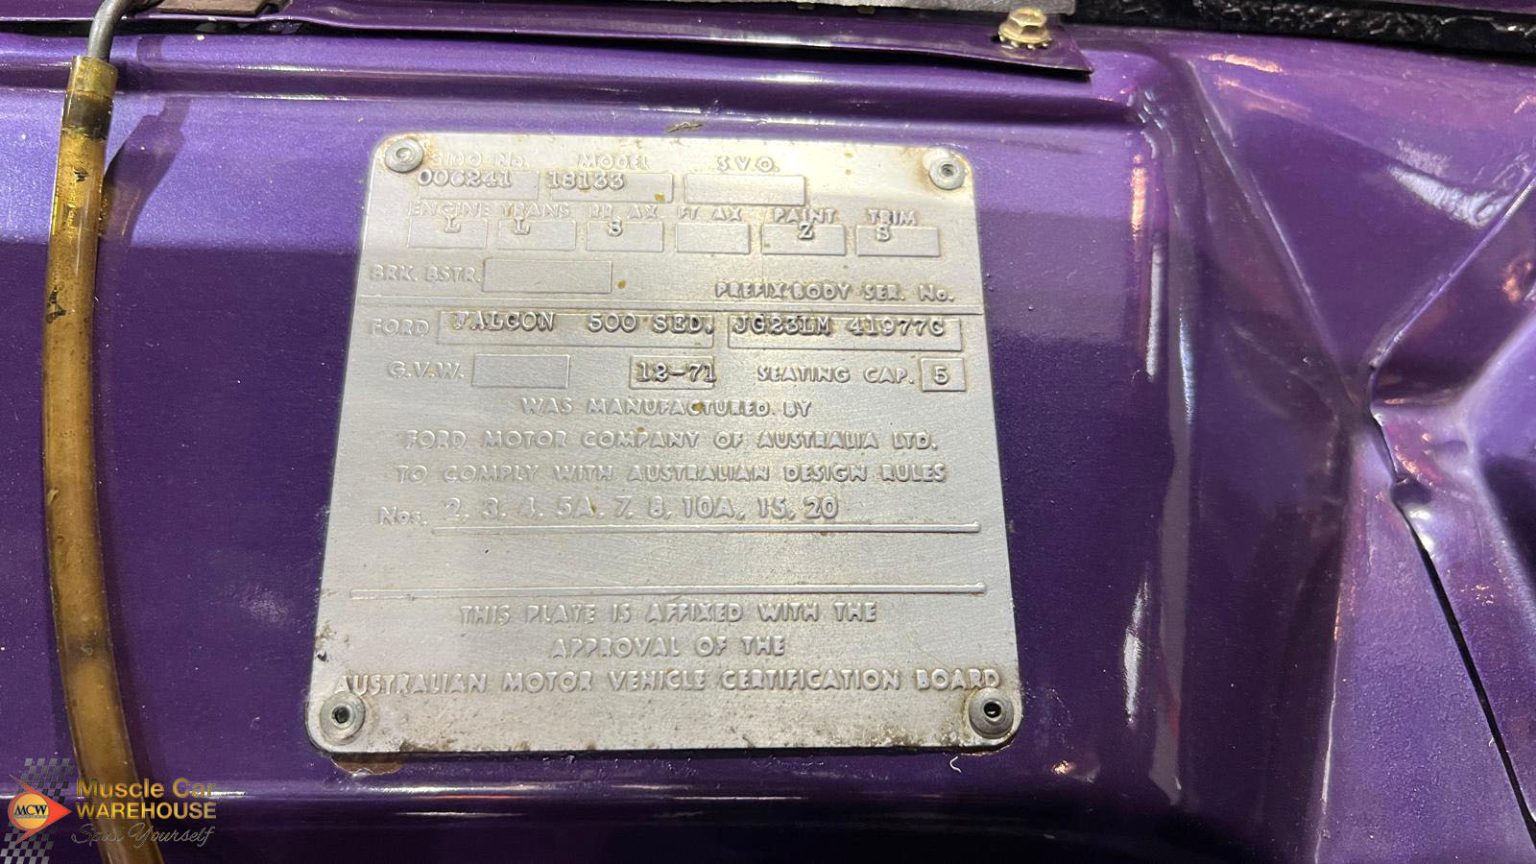 No. MODEL S.V.O.
006241 18133
ENGINE TRANS RR AX FT AX PAINT TRIM
L L S Z S
BRK. BSTR. PREFIX'BODY SER. No.
FORD FALCON 500 SED. JG23LM 41977C
G.V.W. 12-71 SEATING CAP. 5
WAS MANUFACTURED BY
FORD MOTOR COMPANY OF AUSTRALIA LTD.
TO COMPLY WITH AUSTRALIAN DESIGN RULES
Nos. 2, 3, 4, 5A, 7, 8, 10A, 15, 20
THIS PLATE IS AFFIXED WITH THE
APPROVAL OF THE
AUSTRALIAN MOTOR VEHICLE CERTIFICATION BOARD
MCW
Muscle Car
WAREHOUSE
Spoil Yourself